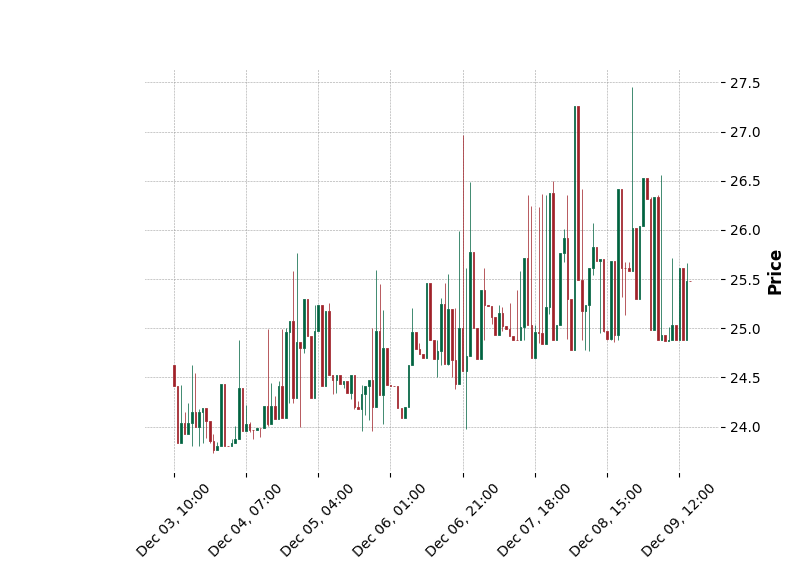 27.5
27.0
26.5
26.0
25.5
25.0
24.5
24.0
Price
Dec 03, 10:00
Dec 04, 07:00
Dec 05, 04:00
Dec 06, 01:00
Dec 06, 21:00
Dec 07, 18:00
Dec 08, 15:00
Dec 09, 12:00